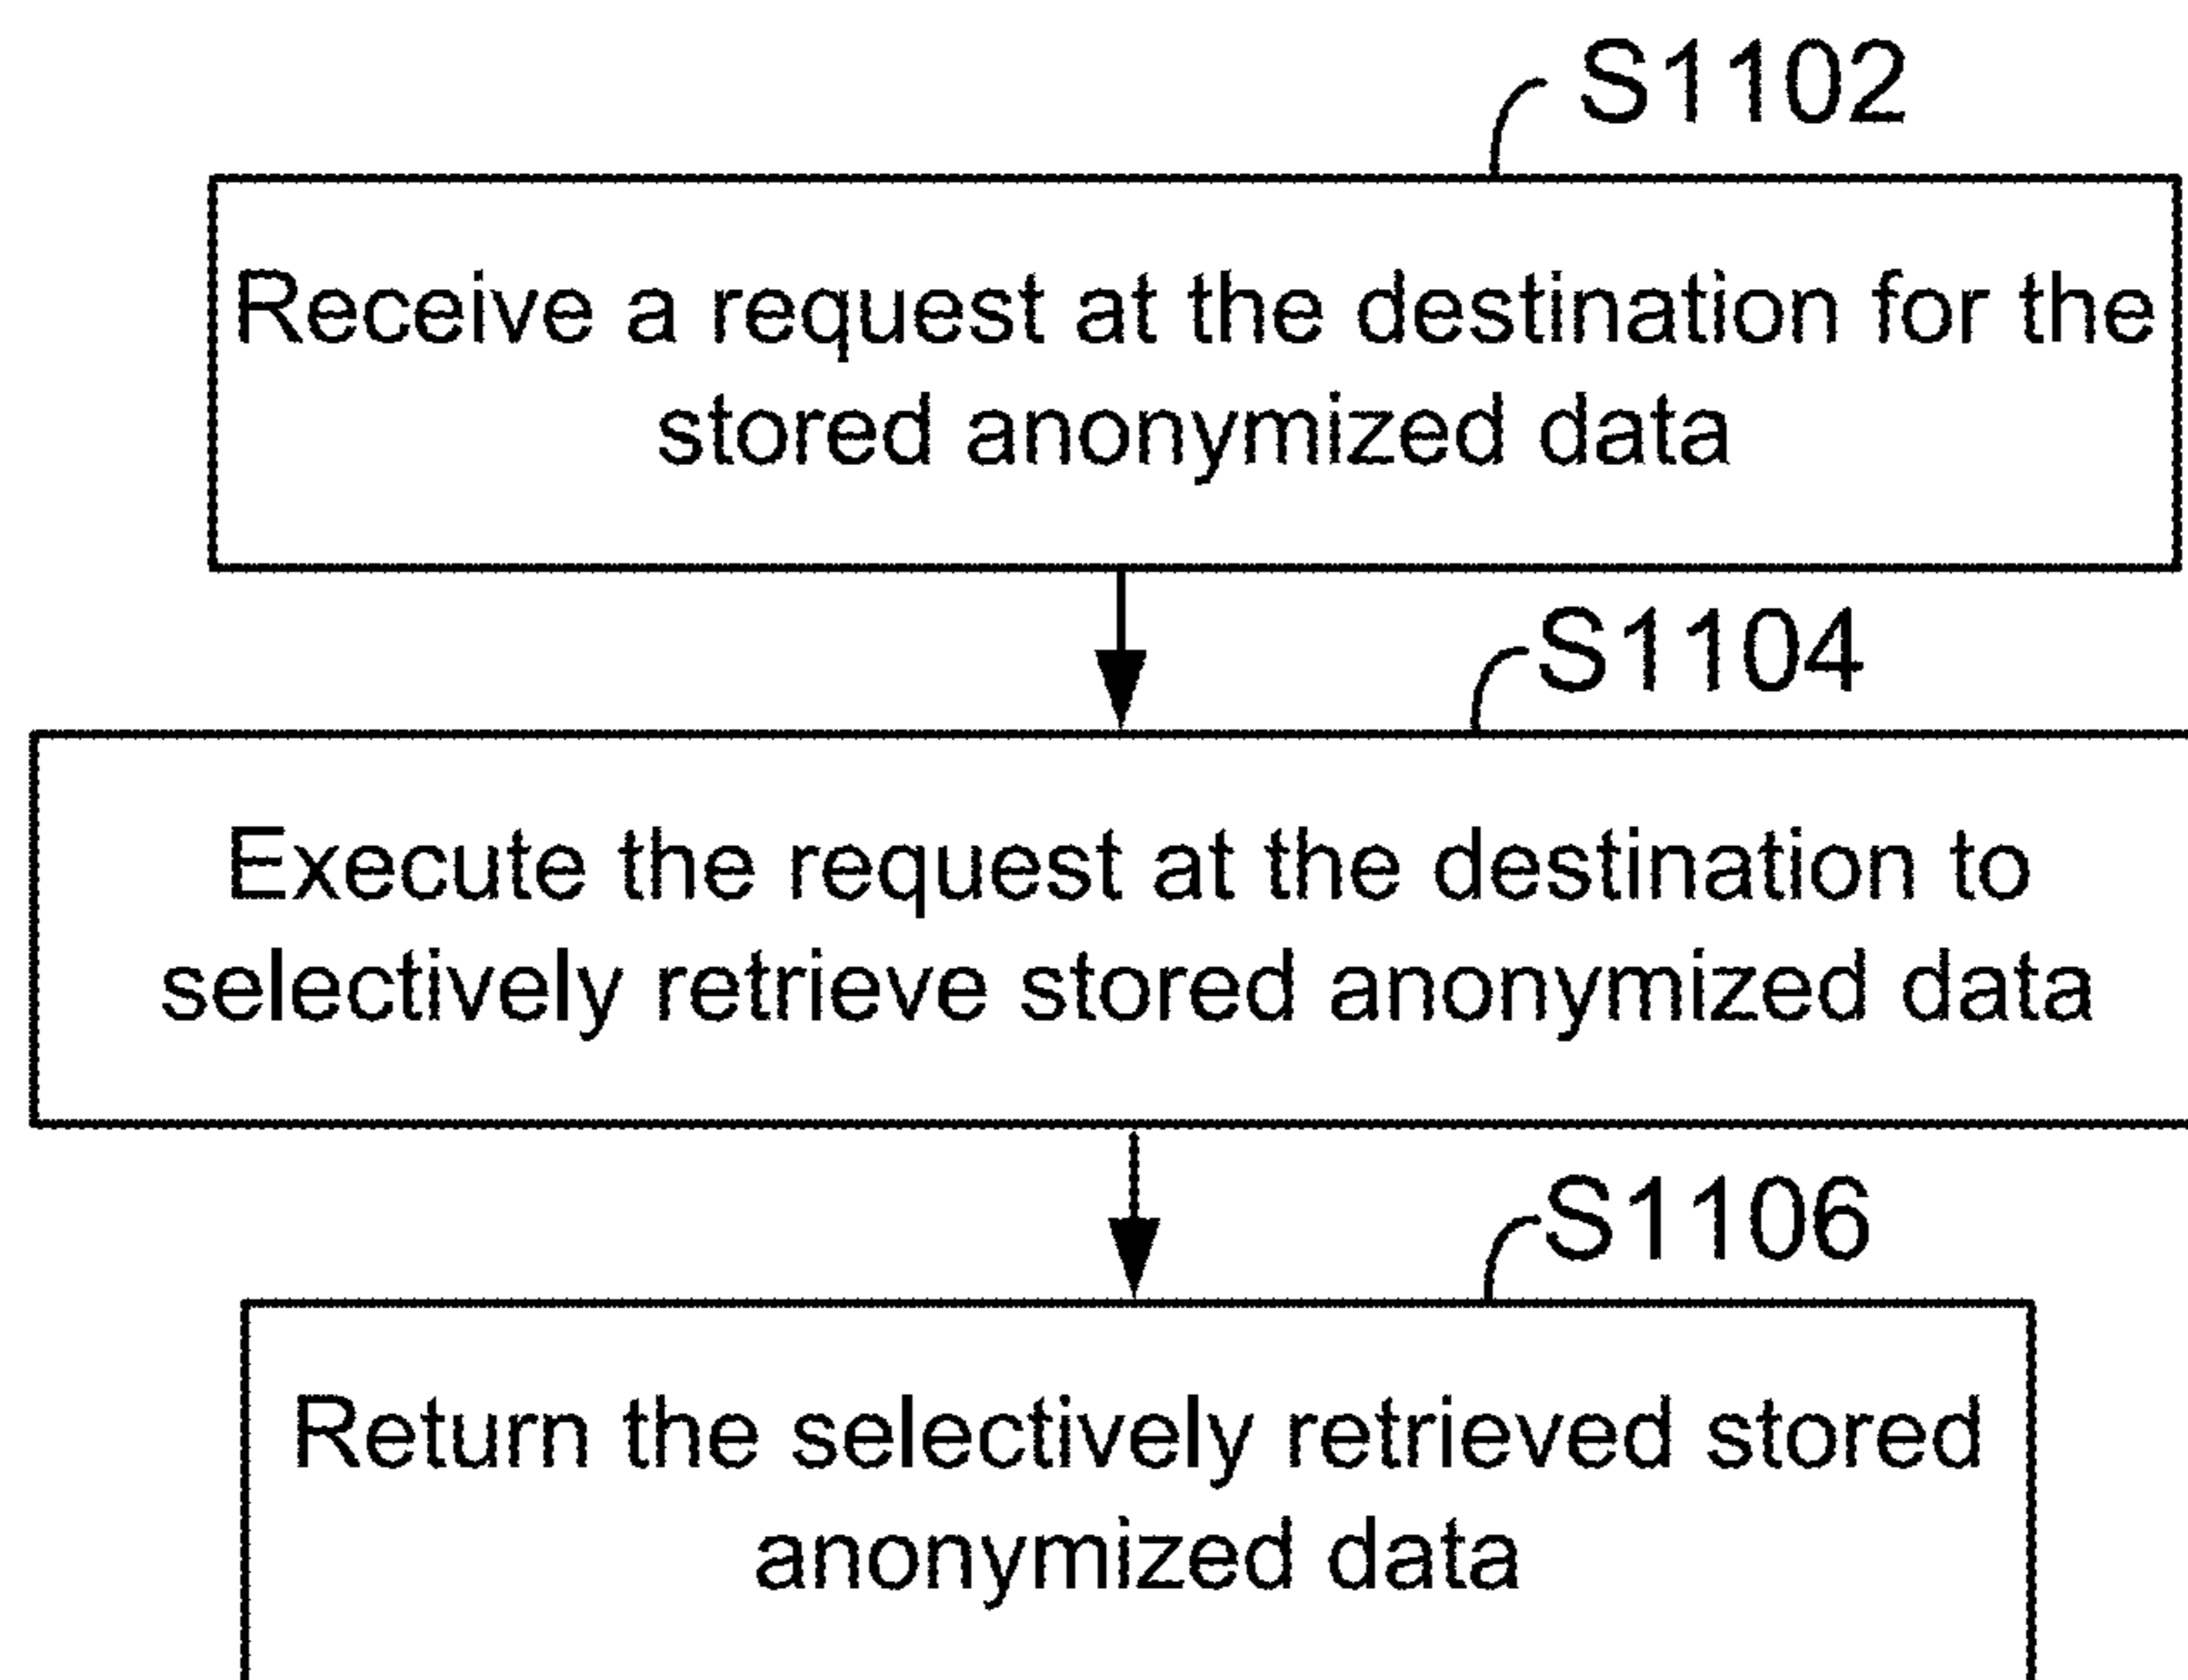 S1102
Receive a request at the destination for the
stored anonymized data
S1104
Execute the request at the destination to
selectively retrieve stored anonymized data
S1106
Return the selectively retrieved stored
anonymized data